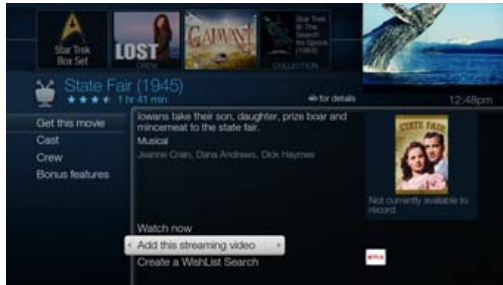 Star Trek
Box Set
LOST
CREW
GALAVANT
Star Trek
III: The
Search
for Spock
(1984)
COLLECTION
State Fair (1945)
1 hr 41 min
for details
12:48pm
Get this movie
Cast
Crew
Bonus features
Iowans take their son, daughter, prize boar and
mincemeat to the state fair.
Musical
Jeanne Crain, Dana Andrews, Dick Haymes
STATE FAIR
Not currently available to
record
Watch now
Add this streaming video
Create a WishList Search